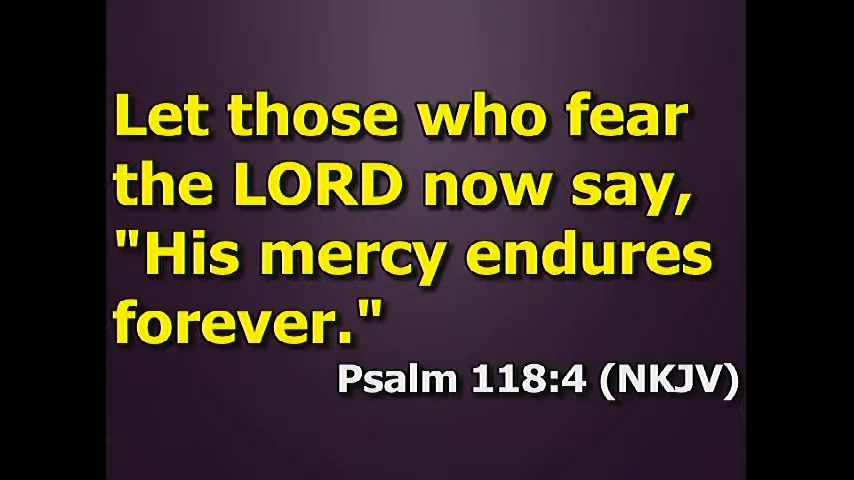 Let those who fear
the LORD now say,
"His mercy endures
forever."
Psalm 118:4 (NKJV)